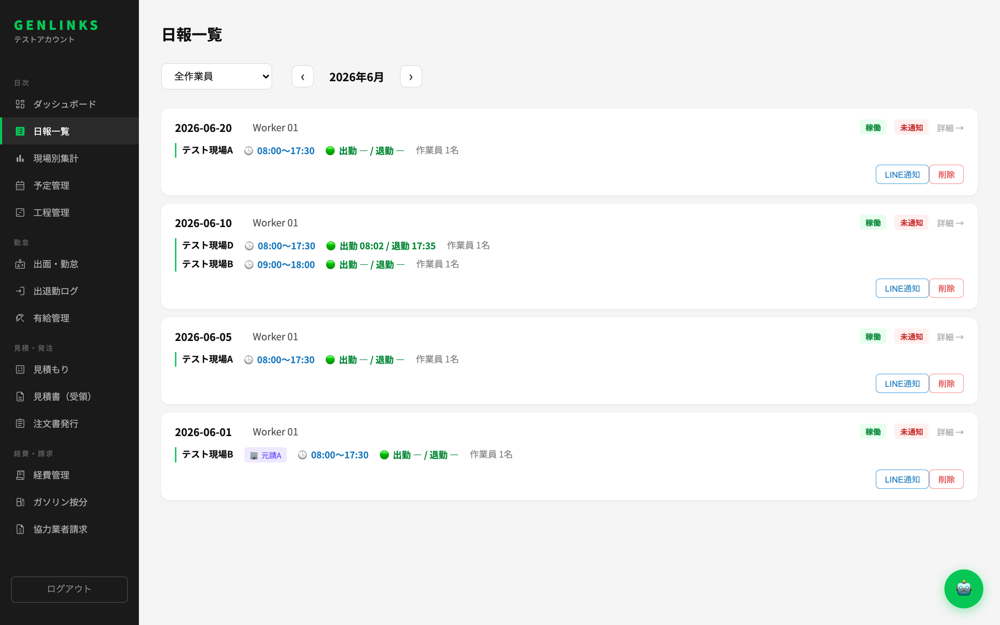 GENLINKS
テストアカウント
日次
ダッシュボード
日報一覧
現場別集計
予定管理
工程管理
勤怠
出面・勤怠
出退勤ログ
有給管理
見積・発注
見積もり
見積書（受領）
注文書発行
経費・請求
経費管理
ガソリン按分
協力業者請求
ログアウト
日報一覧
全作業員
‹ 2026年6月 ›
2026-06-20 Worker 01 稼働 未通知 詳細→
テスト現場A 08:00〜17:30 出勤 — / 退勤 — 作業員 1名
LINE通知 削除
2026-06-10 Worker 01 稼働 未通知 詳細→
テスト現場D 08:00〜17:30 出勤 08:02 / 退勤 17:35 作業員 1名
テスト現場B 09:00〜18:00 出勤 — / 退勤 — 作業員 1名
LINE通知 削除
2026-06-05 Worker 01 稼働 未通知 詳細→
テスト現場A 08:00〜17:30 出勤 — / 退勤 — 作業員 1名
LINE通知 削除
2026-06-01 Worker 01 稼働 未通知 詳細→
テスト現場B 元請A 08:00〜17:30 出勤 — / 退勤 — 作業員 1名
LINE通知 削除